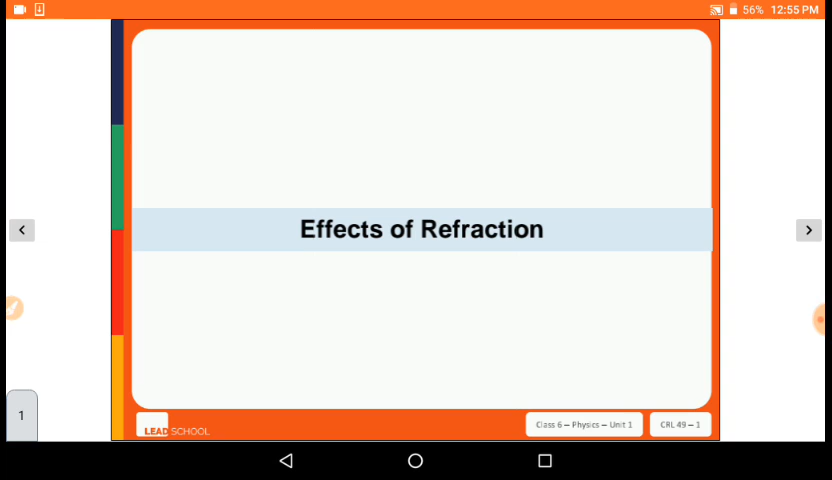 56% 12:55 PM
Effects of Refraction
1
LEAD SCHOOL
Class 6 – Physics – Unit 1
CRL 49 – 1